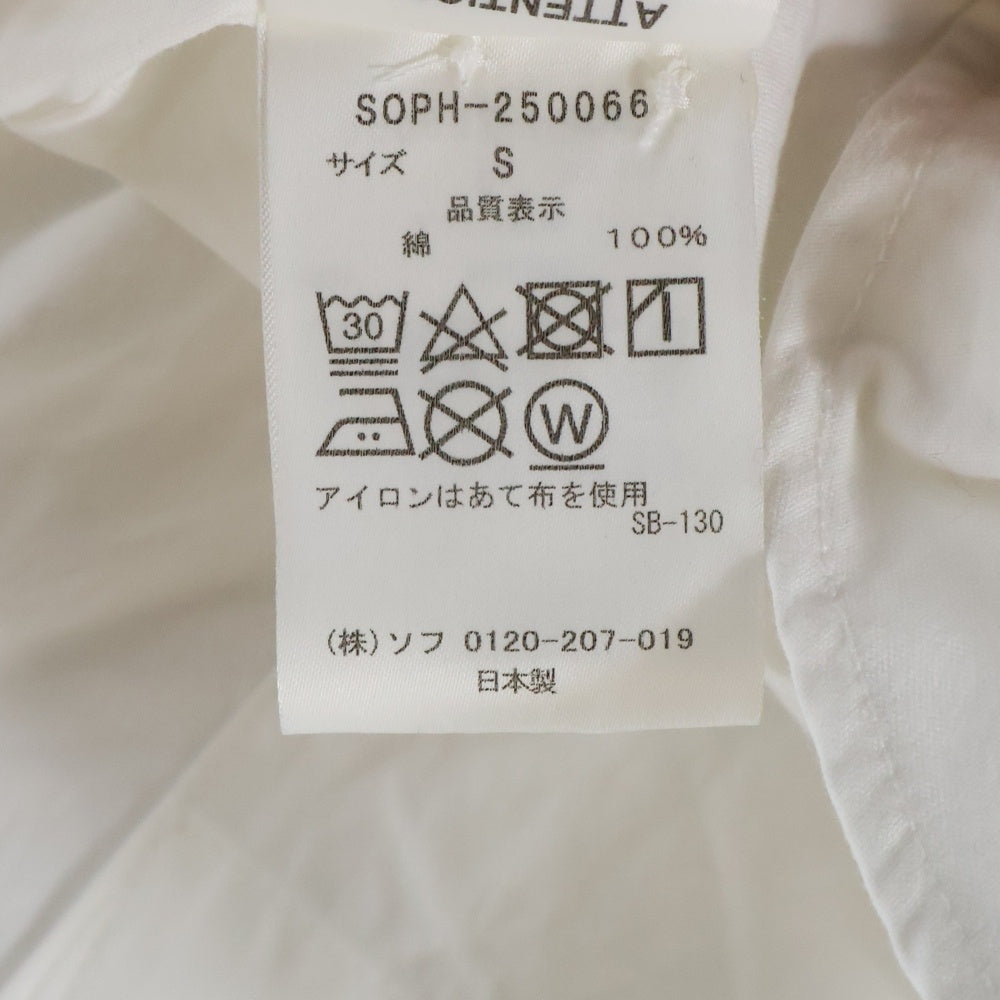 ATTENTIO
SOPH-250066
サイズ S
品質表示
綿 100%
30
W
アイロンはあて布を使用
SB-130
(株)ソフ 0120-207-019
日本製